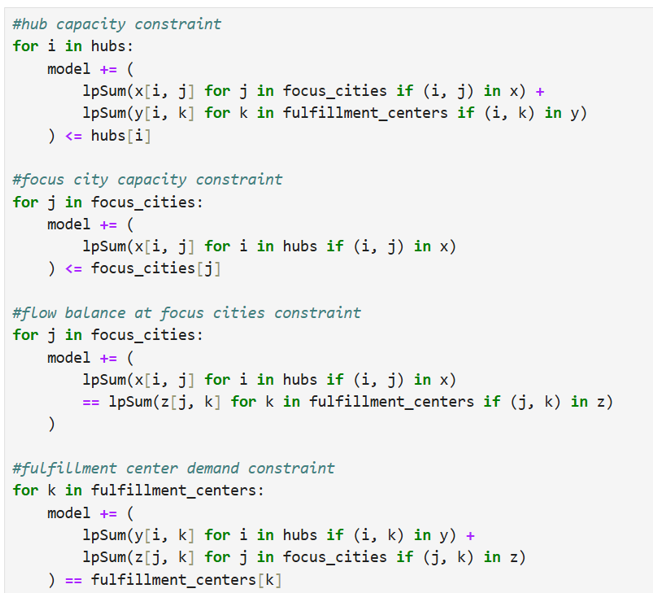 #hub capacity constraint
for i in hubs:
    model += (
        lpSum(x[i, j] for j in focus_cities if (i, j) in x) +
        lpSum(y[i, k] for k in fulfillment_centers if (i, k) in y)
    ) <= hubs[i]

#focus city capacity constraint
for j in focus_cities:
    model += (
        lpSum(x[i, j] for i in hubs if (i, j) in x)
    ) <= focus_cities[j]

#flow balance at focus cities constraint
for j in focus_cities:
    model += (
        lpSum(x[i, j] for i in hubs if (i, j) in x)
        == lpSum(z[j, k] for k in fulfillment_centers if (j, k) in z)
    )

#fulfillment center demand constraint
for k in fulfillment_centers:
    model += (
        lpSum(y[i, k] for i in hubs if (i, k) in y) +
        lpSum(z[j, k] for j in focus_cities if (j, k) in z)
    ) == fulfillment_centers[k]